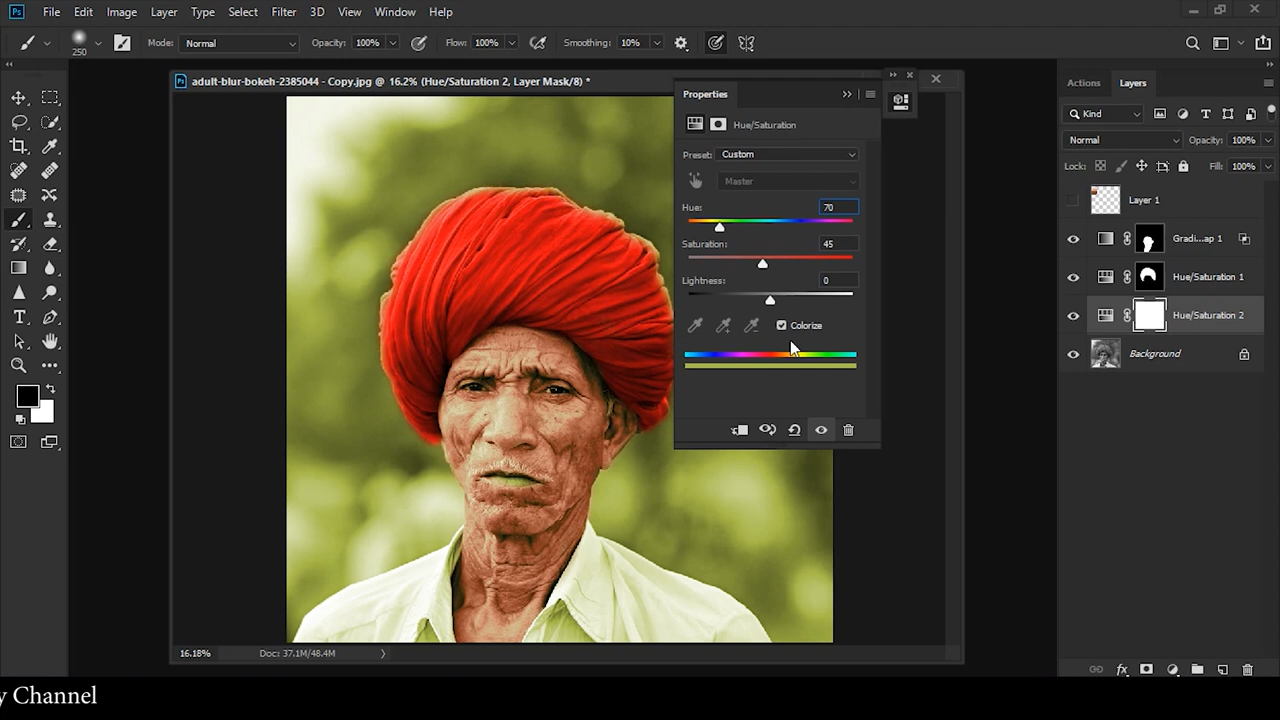 Ps File Edit Image Layer Type Select Filter 3D View Window Help
250 Mode: Normal Opacity: 100% Flow: 100% Smoothing: 10%
Ps adult-blur-bokeh-2385044 - Copy.jpg @ 16.2% (Hue/Saturation 2, Layer Mask/8) *
Properties
Hue/Saturation
Preset: Custom
Master
Hue: 70
Saturation: 45
Lightness: 0
Colorize
Actions Layers
Kind
Normal Opacity: 100%
Lock: Fill: 100%
Layer 1
Gradi...ap 1
Hue/Saturation 1
Hue/Saturation 2
Background
16.18% Doc: 37.1M/48.4M
y Channel